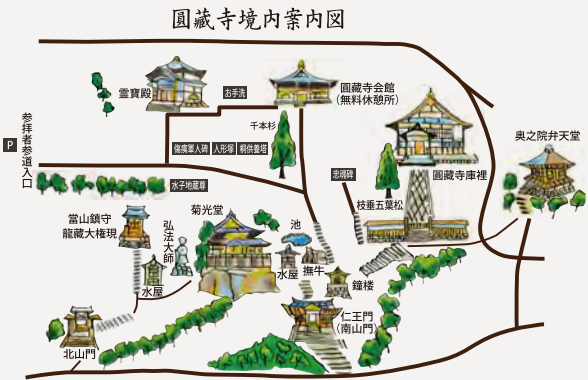 圓藏寺境内案内図
霊寶殿
お手洗
圓藏寺会館
（無料休憩所）
千本杉
奥之院弁天堂
P
参拝者参道入口
傷痍軍人碑
人形塚
桐供養塔
忠魂碑
圓藏寺庫裡
水子地蔵尊
枝垂五葉松
當山鎮守
龍蔵大権現
弘法大師
菊光堂
池
水屋
撫牛
水屋
鐘楼
仁王門
（南山門）
北山門